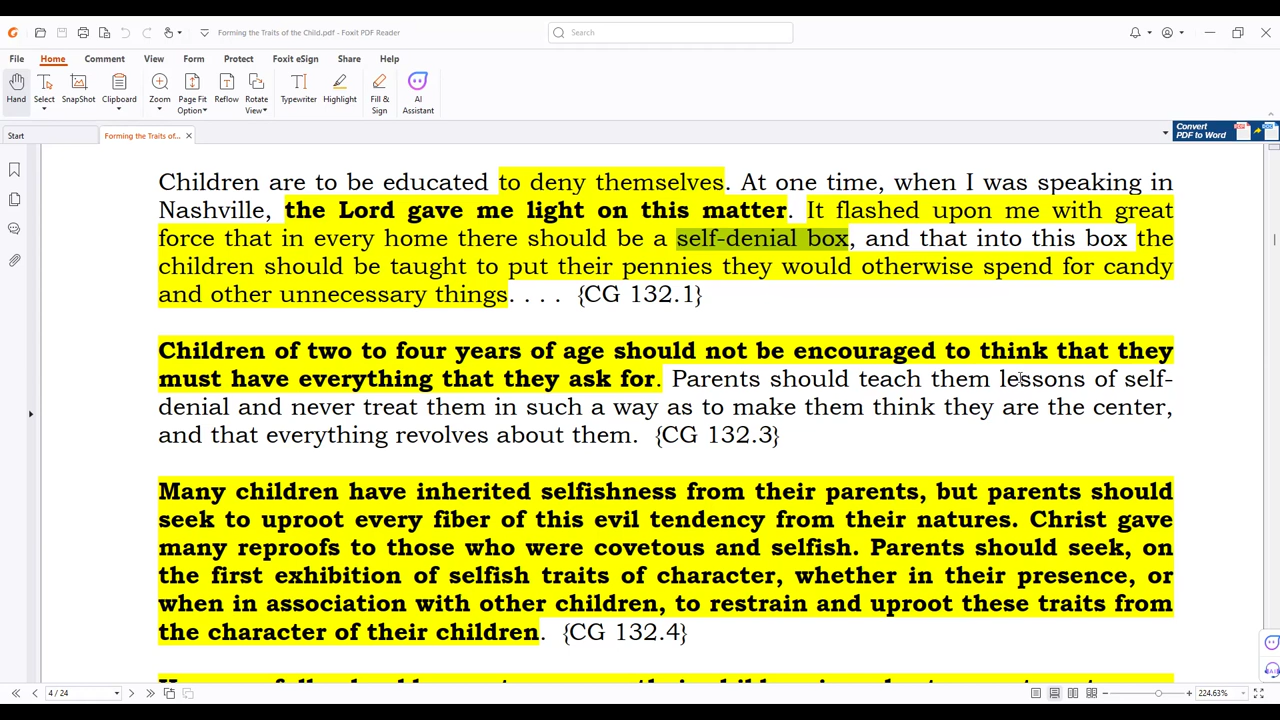 Forming the Traits of the Child.pdf - Foxit PDF Reader
Search
File Home Comment View Form Protect Foxit eSign Share Help
Hand Select SnapShot Clipboard Zoom Page Fit Option Reflow Rotate View Typewriter Highlight Fill & Sign AI Assistant
Start Forming the Traits of... Convert PDF to Word
Children are to be educated to deny themselves. At one time, when I was speaking in
Nashville, the Lord gave me light on this matter. It flashed upon me with great
force that in every home there should be a self-denial box, and that into this box the
children should be taught to put their pennies they would otherwise spend for candy
and other unnecessary things. . . . {CG 132.1}
Children of two to four years of age should not be encouraged to think that they
must have everything that they ask for. Parents should teach them lessons of self-
denial and never treat them in such a way as to make them think they are the center,
and that everything revolves about them. {CG 132.3}
Many children have inherited selfishness from their parents, but parents should
seek to uproot every fiber of this evil tendency from their natures. Christ gave
many reproofs to those who were covetous and selfish. Parents should seek, on
the first exhibition of selfish traits of character, whether in their presence, or
when in association with other children, to restrain and uproot these traits from
the character of their children. {CG 132.4}
4 / 24 224.63%